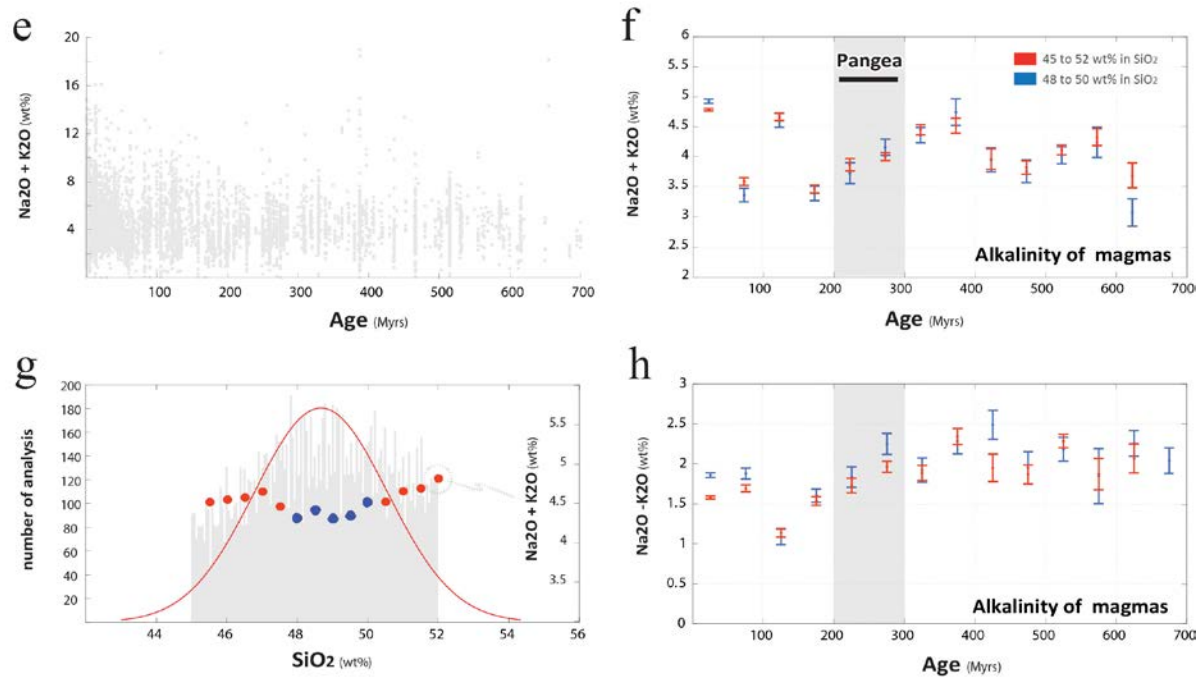 e
20
16
12
8
4
Na2O + K2O (wt%)
100 200 300 400 500 600 700
Age (Myrs)
f
6
5.5
5
4.5
4
3.5
3
2.5
2
Na2O + K2O (wt%)
Pangea
45 to 52 wt% in SiO2
48 to 50 wt% in SiO2
Alkalinity of magmas
100 200 300 400 500 600 700
Age (Myrs)
g
200
180
160
140
120
100
80
60
40
20
number of analysis
5.5
5
4.5
4
3.5
Na2O + K2O (wt%)
44 46 48 50 52 54 56
SiO2 (wt%)
h
3
2.5
2
1.5
1
0.5
0
Na2O -K2O (wt%)
Alkalinity of magmas
100 200 300 400 500 600 700
Age (Myrs)